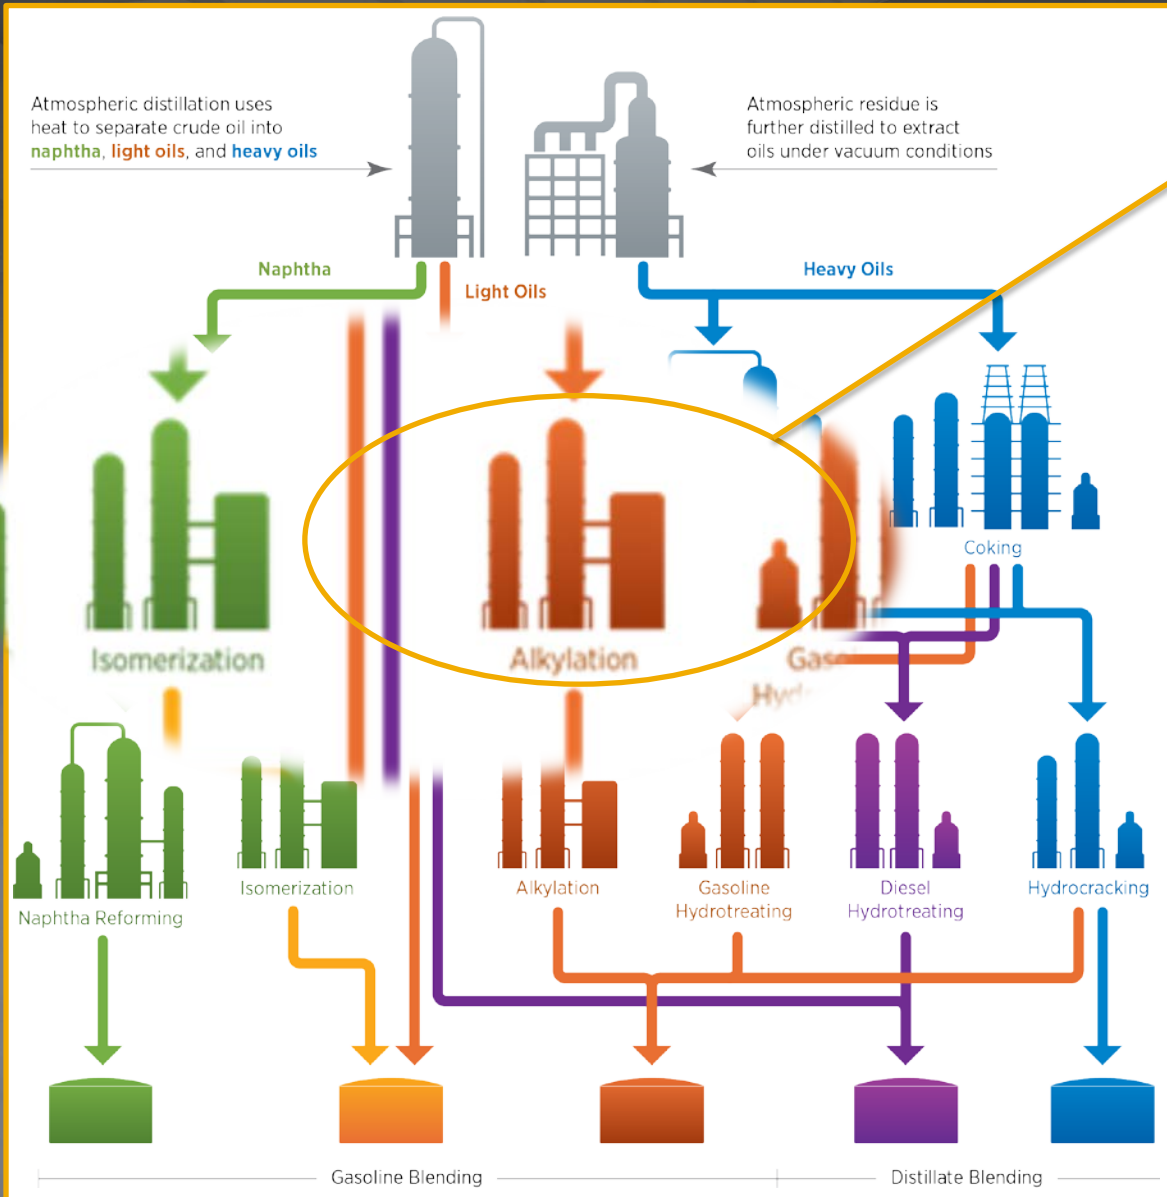 Atmospheric distillation uses
heat to separate crude oil into
naphtha, light oils, and heavy oils
Atmospheric residue is
further distilled to extract
oils under vacuum conditions
Naphtha
Light Oils
Heavy Oils
Coking
Isomerization
Alkylation
Naphtha Reforming
Isomerization
Alkylation
Gasoline
Hydrotreating
Diesel
Hydrotreating
Hydrocracking
Gasoline Blending
Distillate Blending